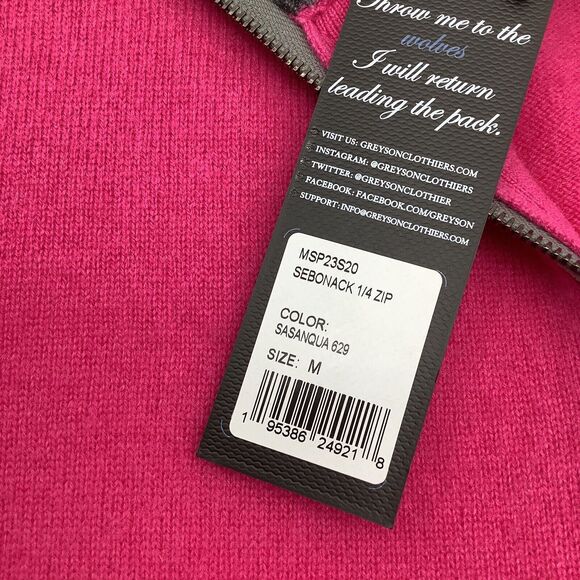 Throw me to the
wolves
I will return
leading the pack.
VISIT US: GREYSONCLOTHIERS.COM
INSTAGRAM: @GREYSONCLOTHIERS
TWITTER: @GREYSONCLOTHIER
FACEBOOK: FACEBOOK.COM/GREYSON
SUPPORT: INFO@GREYSONCLOTHIERS.COM
MSP23S20
SEBONACK 1/4 ZIP
COLOR:
SASANQUA 629
SIZE: M
1 95386 24921 8